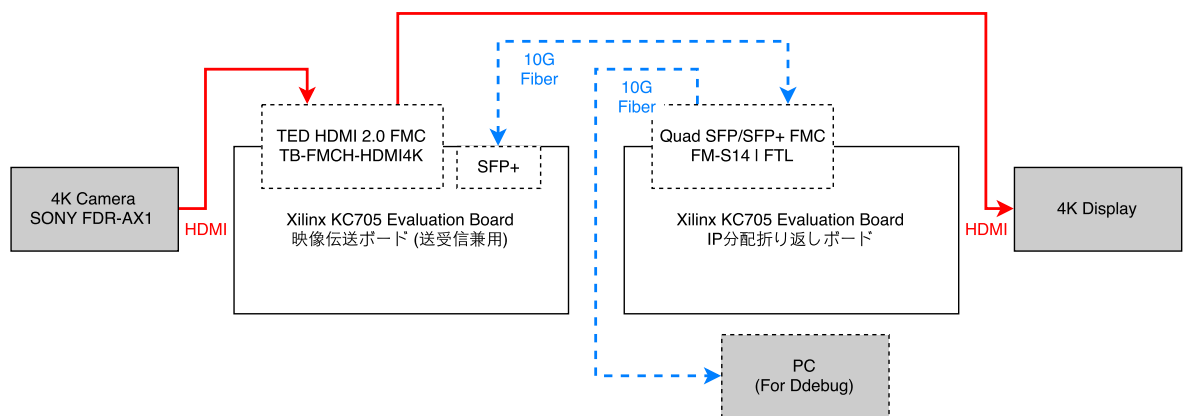 10G
Fiber
10G
Fiber
TED HDMI 2.0 FMC
TB-FMCH-HDMI4K
SFP+
Quad SFP/SFP+ FMC
FM-S14 | FTL
4K Camera
SONY FDR-AX1
HDMI
Xilinx KC705 Evaluation Board
映像伝送ボード (送受信兼用)
Xilinx KC705 Evaluation Board
IP分配折り返しボード
HDMI
4K Display
PC
(For Ddebug)